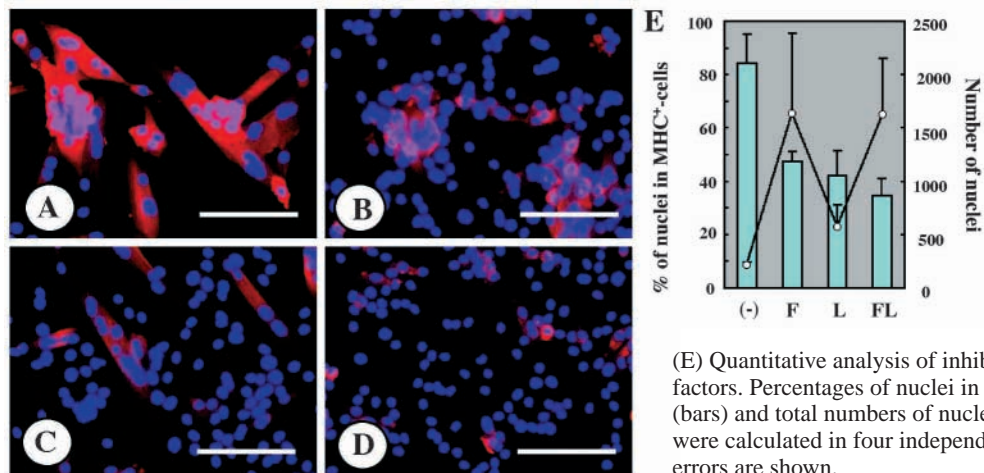 A
B
C
D
E
% of nuclei in MHC⁺-cells
100
80
60
40
20
0
2500
2000
1500
1000
500
0
Number of nuclei
(-) F L FL
(E) Quantitative analysis of inhib
factors. Percentages of nuclei in
(bars) and total numbers of nucle
were calculated in four independ
errors are shown.